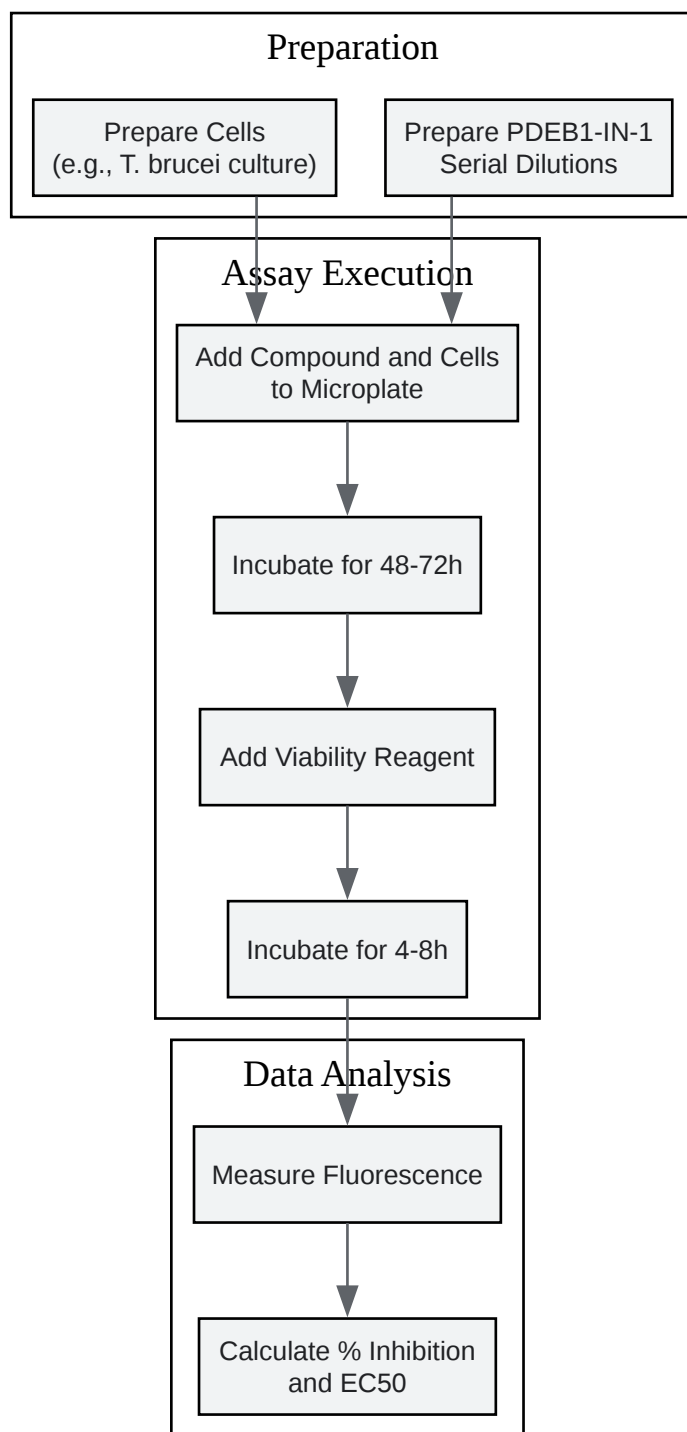 Preparation
Prepare Cells
(e.g., T. brucei culture)
Prepare PDEB1-IN-1
Serial Dilutions
Assay Execution
Add Compound and Cells
to Microplate
Incubate for 48-72h
Add Viability Reagent
Incubate for 4-8h
Data Analysis
Measure Fluorescence
Calculate % Inhibition
and EC50